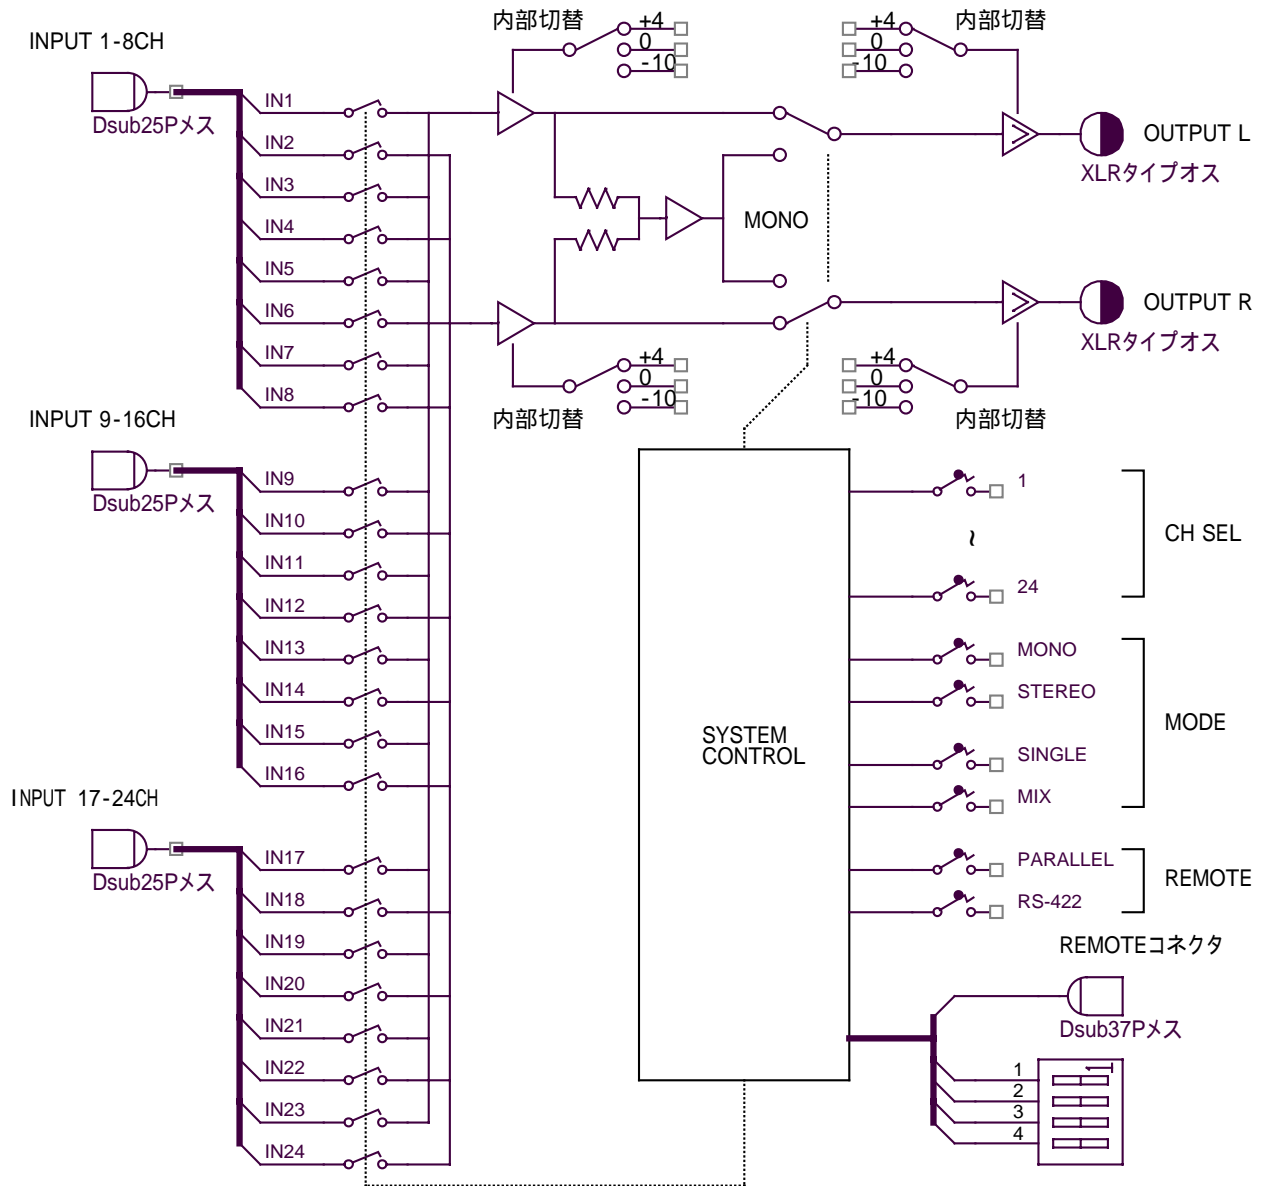 INPUT 1-8CH
Dsub25Pメス
IN1
IN2
IN3
IN4
IN5
IN6
IN7
IN8
INPUT 9-16CH
Dsub25Pメス
IN9
IN10
IN11
IN12
IN13
IN14
IN15
IN16
INPUT 17-24CH
Dsub25Pメス
IN17
IN18
IN19
IN20
IN21
IN22
IN23
IN24
内部切替
+4
0
-10
内部切替
+4
0
-10
MONO
OUTPUT L
XLRタイプオス
OUTPUT R
XLRタイプオス
+4
0
-10
内部切替
+4
0
-10
内部切替
SYSTEM
CONTROL
1
~
24
CH SEL
MONO
STEREO
SINGLE
MIX
MODE
PARALLEL
RS-422
REMOTE
REMOTEコネクタ
Dsub37Pメス
1
2
3
4
1